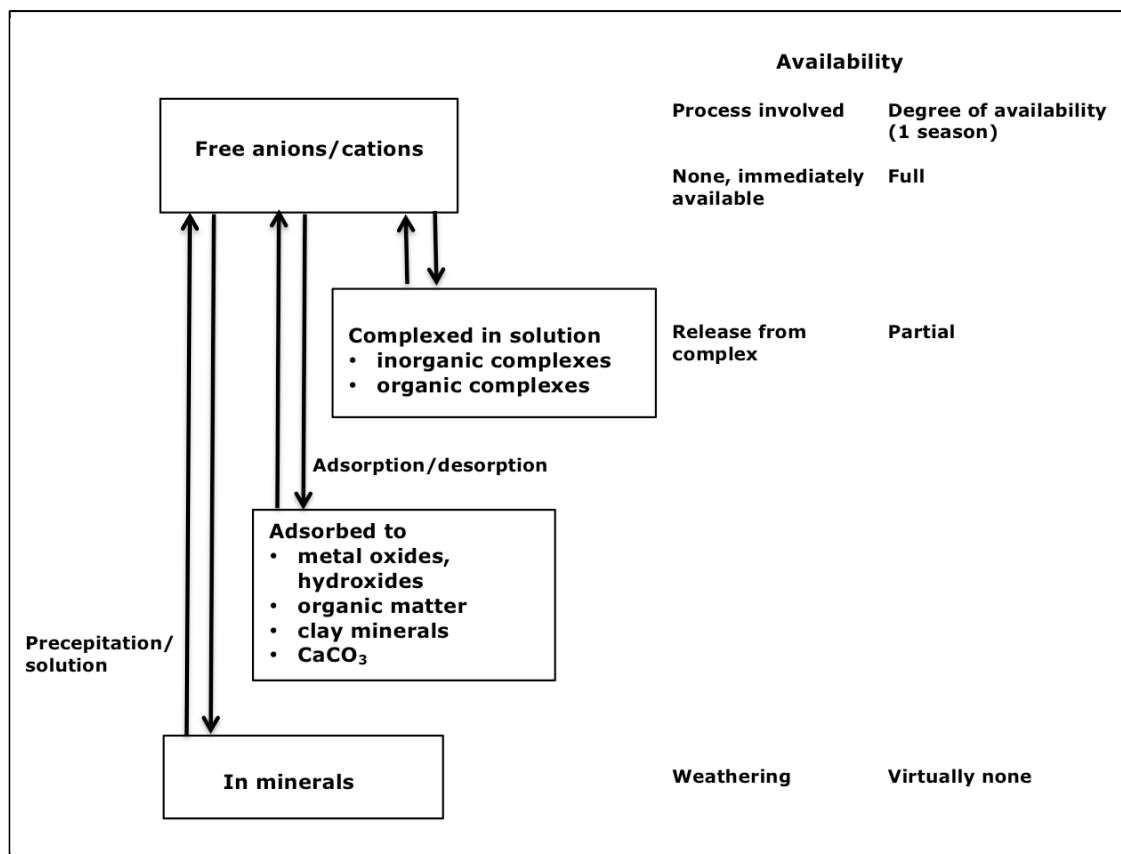 Availability
Process involved
Degree of availability
(1 season)
Free anions/cations
None, immediately
available
Full
Complexed in solution
• inorganic complexes
• organic complexes
Release from
complex
Partial
Adsorption/desorption
Adsorbed to
• metal oxides,
hydroxides
• organic matter
• clay minerals
• CaCO₃
Precepitation/
solution
In minerals
Weathering
Virtually none